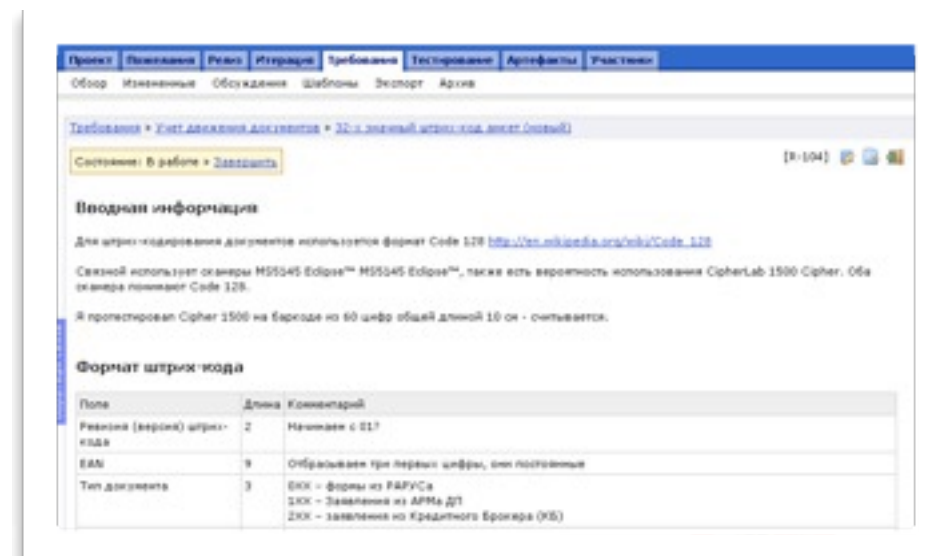 Проект Пожелания Релиз Итерация Требования Тестирование Артефакты Участники
Обзор Измененные Обсуждения Шаблоны Экспорт Архив
Требования » Учет движения документов » 32-х значный штрих-код анкет (новый)
Состояние: В работе » Завершить
[R-104]
Вводная информация
Для штрих-кодирования документов используется формат Code 128 http://en.wikipedia.org/wiki/Code_128
Связной использует сканеры MS5145 Eclipse™ MS5145 Eclipse™, также есть вероятность использования CipherLab 1500 Cipher. Оба
сканера понимают Code 128.
Я протестировал Cipher 1500 на баркоде из 60 цифр общей длиной 10 см - считывается.
Формат штрих-кода
Поле Длина Комментарий
Ревизия (версия) штрих- 2 Начинаем с 01?
кода
EAN 9 Отбрасываем три первых цифры, они постоянные
Тип документа 3 0XX – формы из РАРУСа
1XX – Заявления из АРМа ДП
2XX – заявления из Кредитного Брокера (КБ)